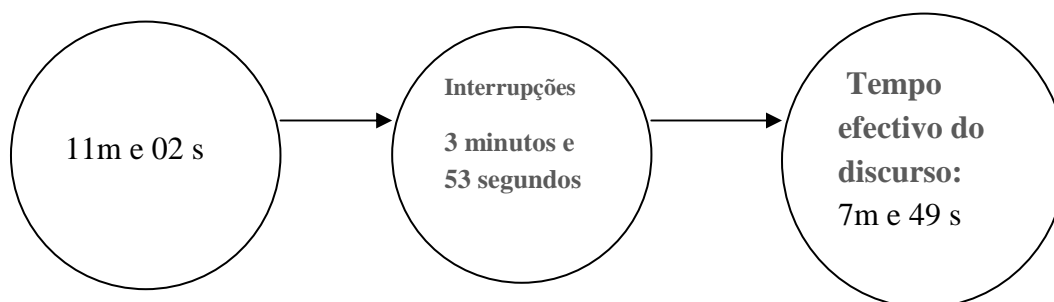 11m e 02 s
Interrupções
3 minutos e
53 segundos
Tempo
efectivo do
discurso:
7m e 49 s